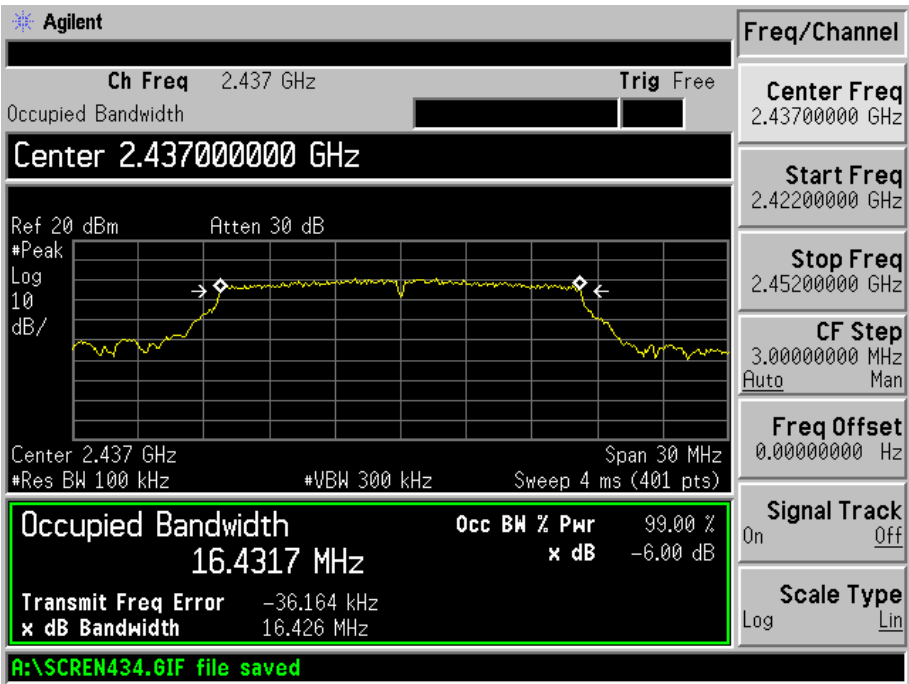 Agilent
Ch Freq 2.437 GHz Trig Free
Occupied Bandwidth
Center 2.437000000 GHz
Ref 20 dBm Atten 30 dB
#Peak
Log
10
dB/
Center 2.437 GHz Span 30 MHz
#Res BW 100 kHz #VBW 300 kHz Sweep 4 ms (401 pts)
Occupied Bandwidth Occ BW % Pwr 99.00 %
16.4317 MHz x dB -6.00 dB
Transmit Freq Error -36.164 kHz
x dB Bandwidth 16.426 MHz
A:\SCREN434.GIF file saved
Freq/Channel
Center Freq
2.43700000 GHz
Start Freq
2.42200000 GHz
Stop Freq
2.45200000 GHz
CF Step
3.00000000 MHz
Auto Man
Freq Offset
0.00000000 Hz
Signal Track
On Off
Scale Type
Log Lin